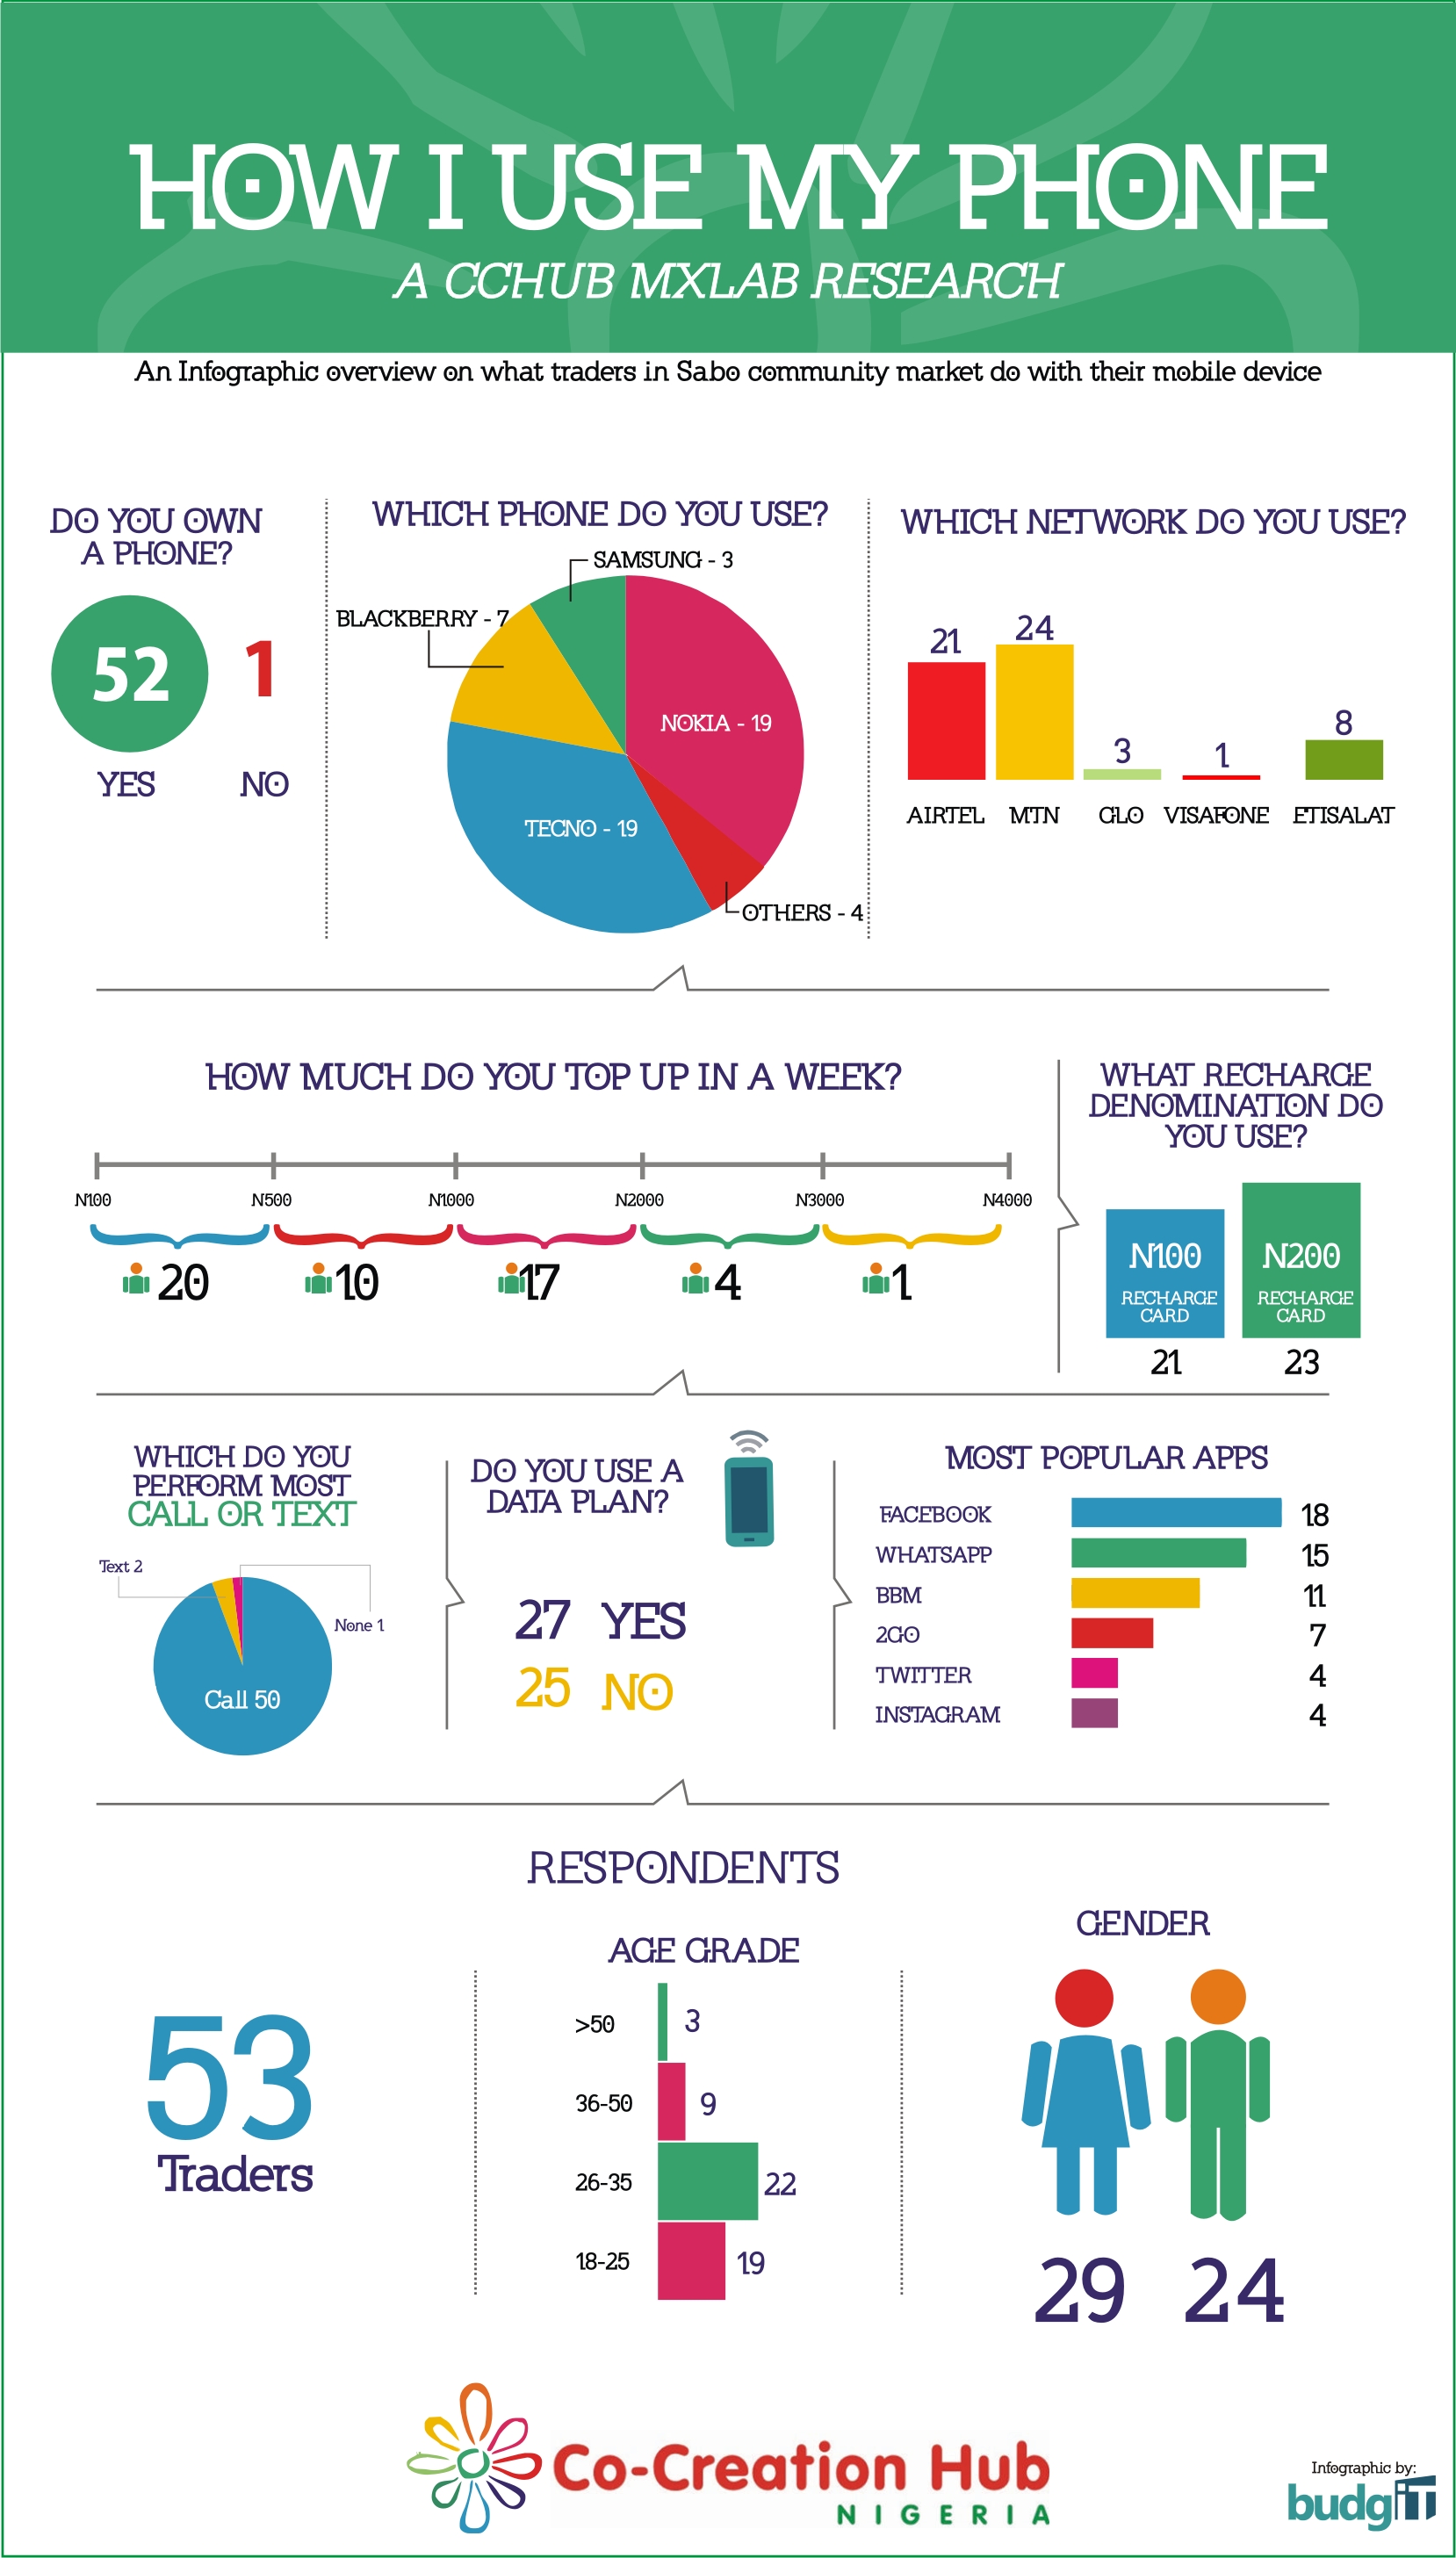 HOW I USE MY PHONE
A CCHUB MXLAB RESEARCH
An Infographic overview on what traders in Sabo community market do with their mobile device
DO YOU OWN
A PHONE?
52
1
YES
NO
WHICH PHONE DO YOU USE?
SAMSUNG - 3
BLACKBERRY - 7
NOKIA - 19
TECNO - 19
OTHERS - 4
WHICH NETWORK DO YOU USE?
21
24
3
1
8
AIRTEL
MTN
GLO
VISAFONE
ETISALAT
HOW MUCH DO YOU TOP UP IN A WEEK?
N100
N500
N1000
N2000
N3000
N4000
20
10
17
4
1
WHAT RECHARGE
DENOMINATION DO
YOU USE?
N100
RECHARGE
CARD
21
N200
RECHARGE
CARD
23
WHICH DO YOU
PERFORM MOST
CALL OR TEXT
Text 2
None 1
Call 50
DO YOU USE A
DATA PLAN?
27 YES
25 NO
MOST POPULAR APPS
FACEBOOK 18
WHATSAPP 15
BBM 11
2GO 7
TWITTER 4
INSTAGRAM 4
RESPONDENTS
53
Traders
AGE GRADE
>50 3
36-50 9
26-35 22
18-25 19
GENDER
29 24
Co-Creation Hub
NIGERIA
Infographic by:
budgIT